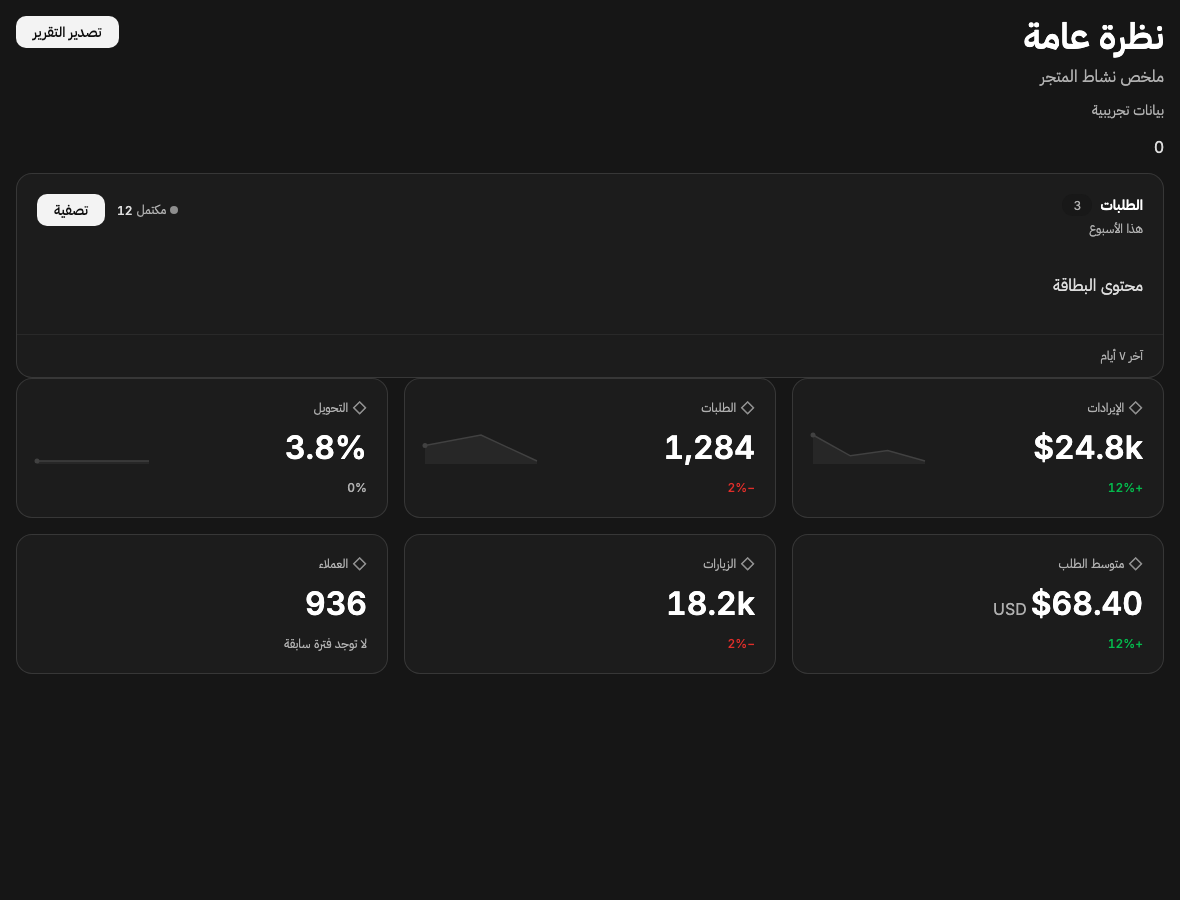 نظرة عامة
تصدير التقرير
ملخص نشاط المتجر
بيانات تجريبية
0
الطلبات 3
هذا الأسبوع
مكتمل 12
تصفية
محتوى البطاقة
آخر ٧ أيام
الإيرادات
$24.8k
12%+
الطلبات
1,284
2%−
التحويل
3.8%
0%
متوسط الطلب
$68.40 USD
12%+
الزيارات
18.2k
2%−
العملاء
936
لا توجد فترة سابقة